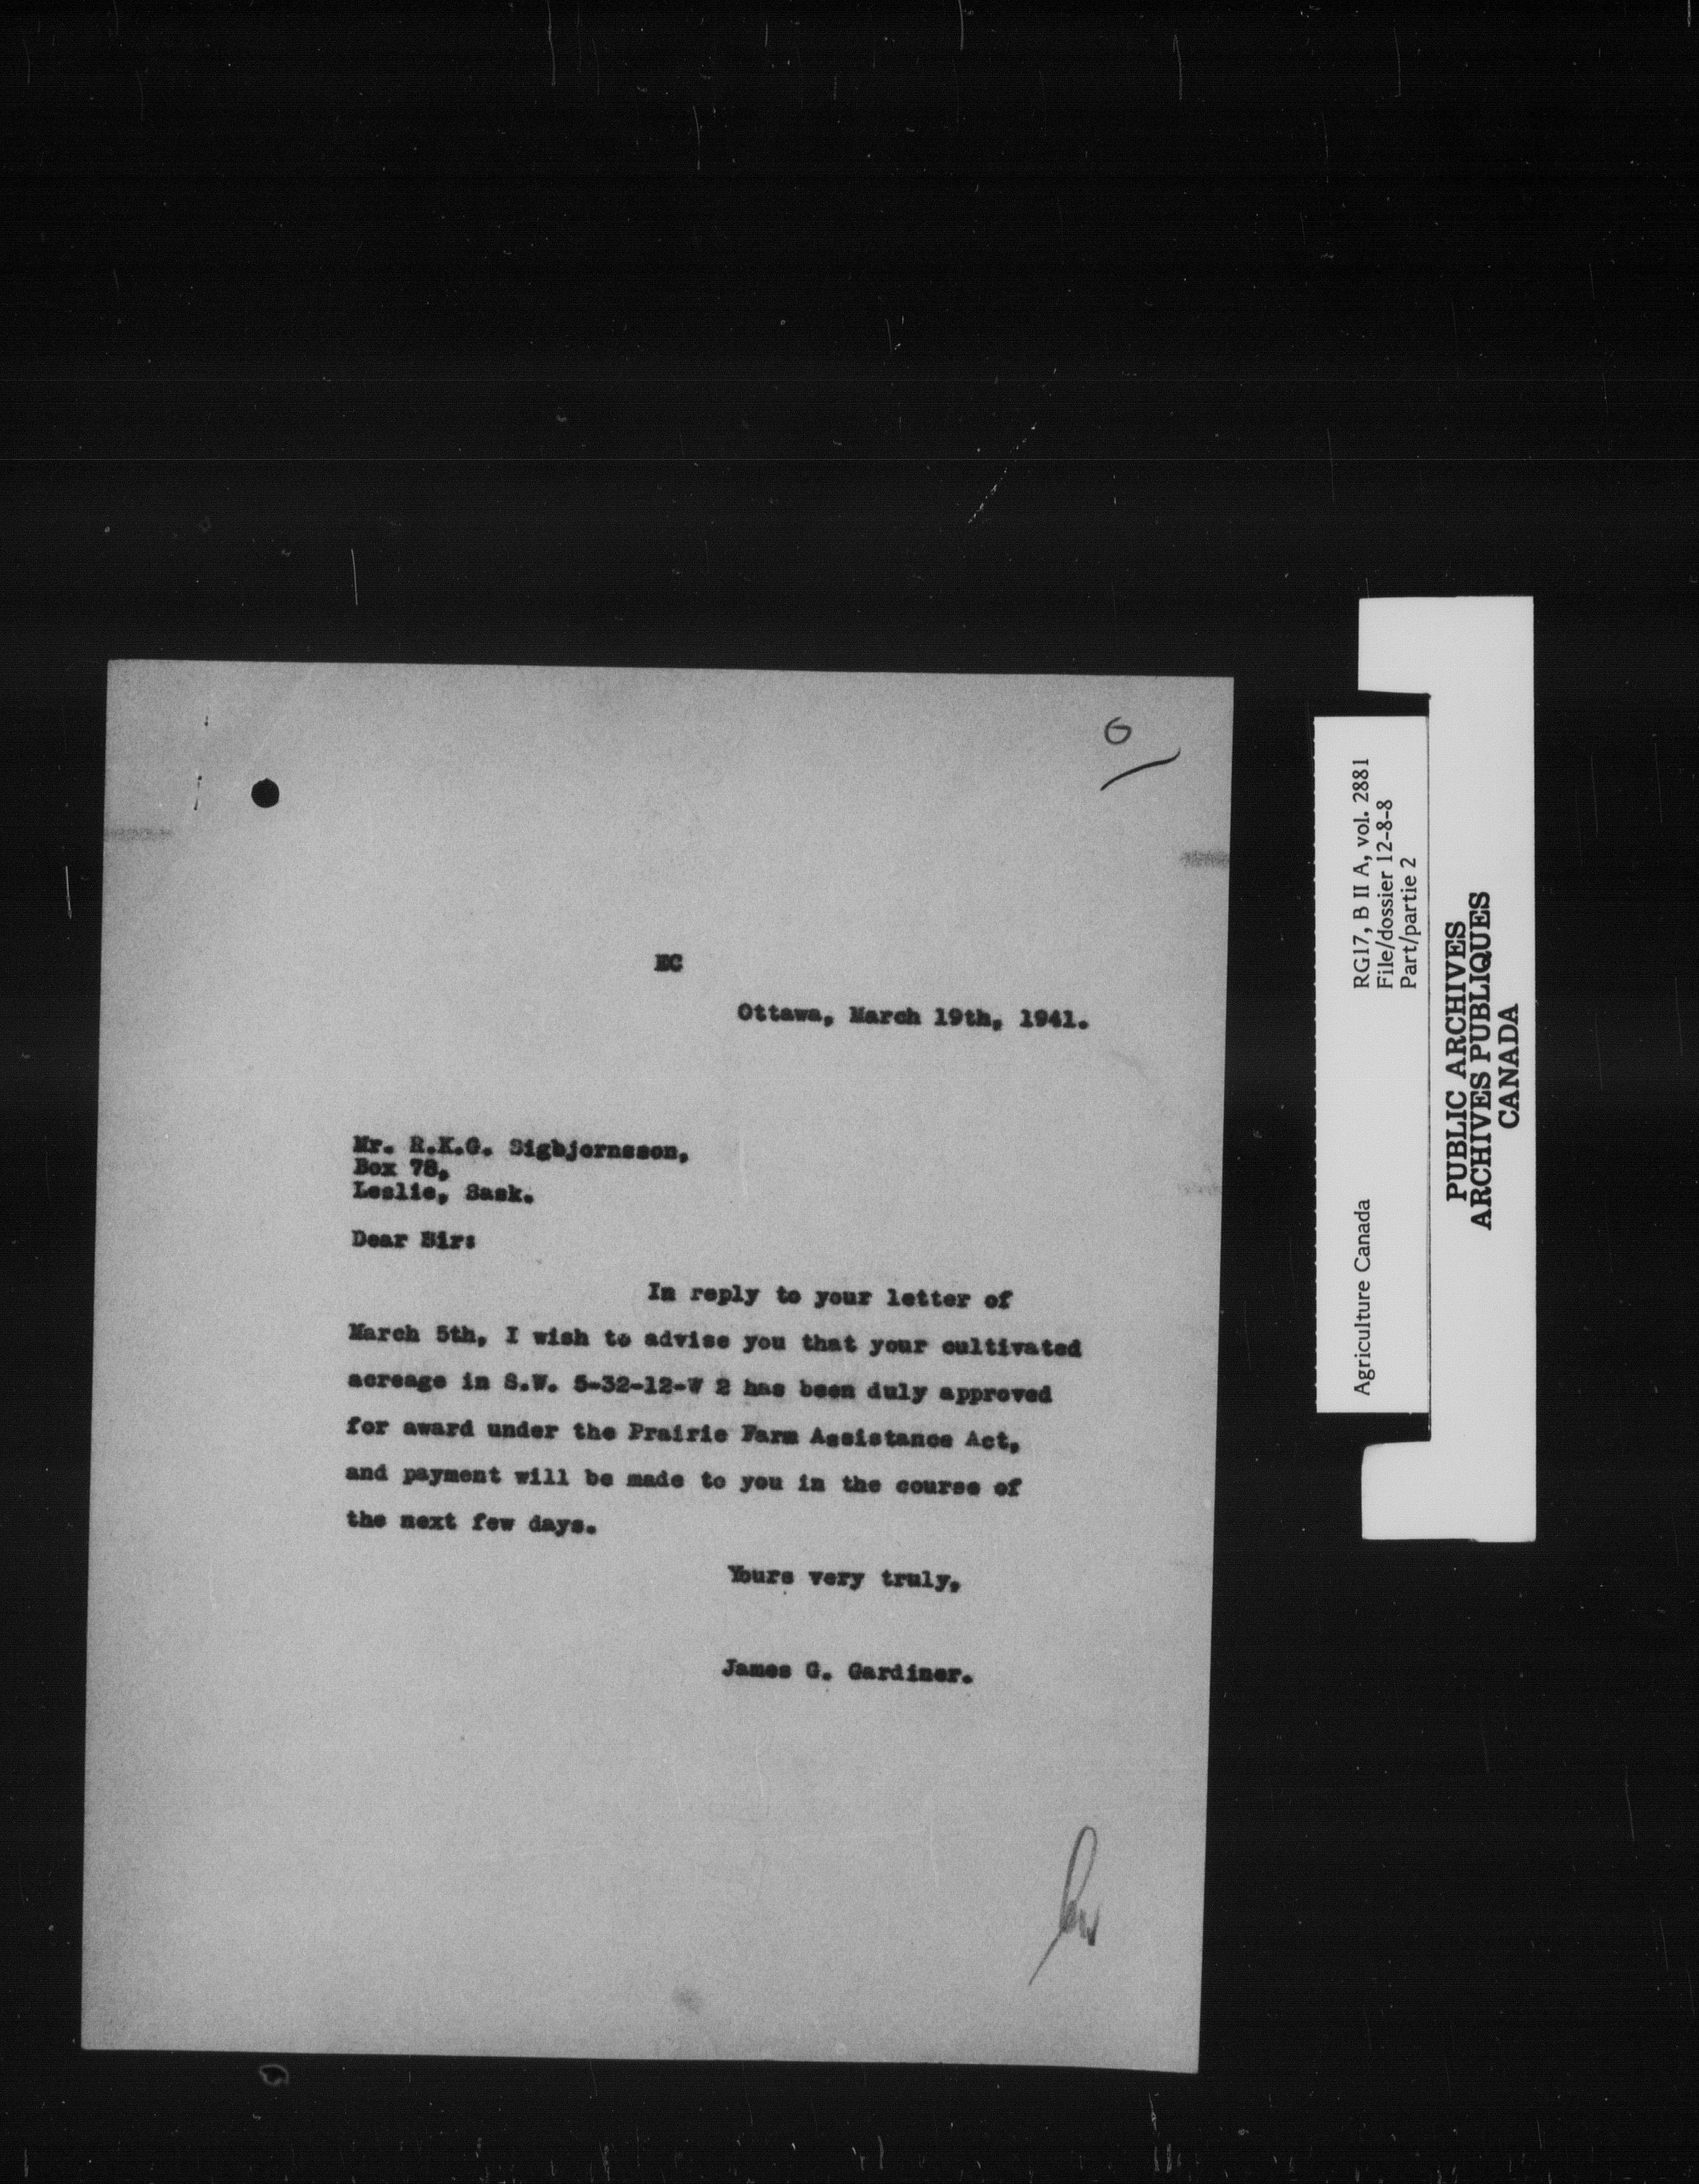 EC
Ottawa, March 19th, 1941.
Mr. R.K.G. Sigbjornsson,
Box 78,
Leslie, Sask.
Dear Sir:
In reply to your letter of
March 5th, I wish to advise you that your cultivated
acreage in S.W. 5-32-12-W 2 has been duly approved
for award under the Prairie Farm Assistance Act,
and payment will be made to you in the course of
the next few days.
Yours very truly,
James G. Gardiner.
Agriculture Canada
RG17, B II A, vol. 2881
File/dossier 12-8-8
Part/partie 2
PUBLIC ARCHIVES
ARCHIVES PUBLIQUES
CANADA